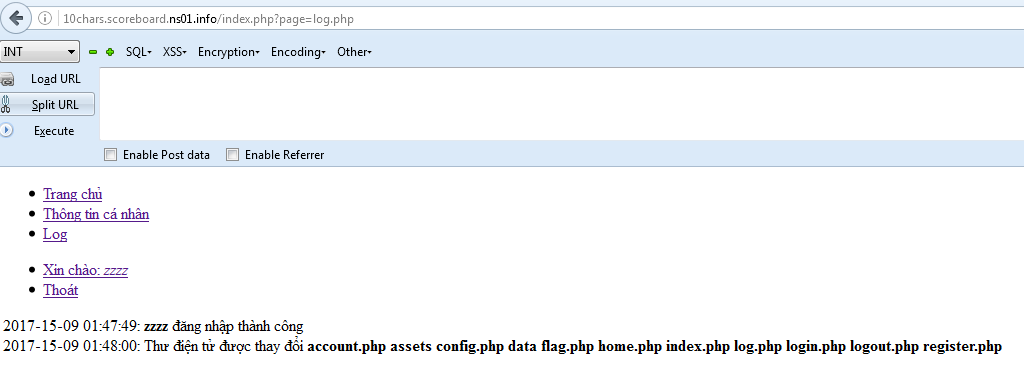 10chars.scoreboard.ns01.info/index.php?page=log.php
INT SQL XSS Encryption Encoding Other
Load URL
Split URL
Execute
Enable Post data Enable Referrer
Trang chủ
Thông tin cá nhân
Log
Xin chào: zzzz
Thoát
2017-15-09 01:47:49: zzzz đăng nhập thành công
2017-15-09 01:48:00: Thư điện tử được thay đổi account.php assets config.php data flag.php home.php index.php log.php login.php logout.php register.php